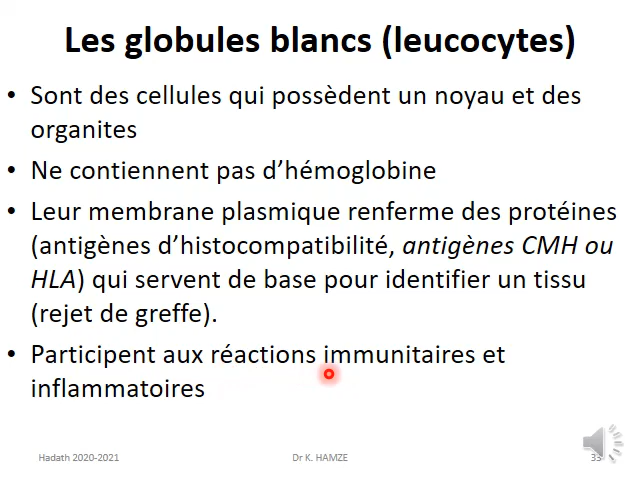 Les globules blancs (leucocytes)
• Sont des cellules qui possèdent un noyau et des
organites
• Ne contiennent pas d’hémoglobine
• Leur membrane plasmique renferme des protéines
(antigènes d’histocompatibilité, antigènes CMH ou
HLA) qui servent de base pour identifier un tissu
(rejet de greffe).
• Participent aux réactions immunitaires et
inflammatoires
Hadath 2020-2021
Dr K. HAMZE
33